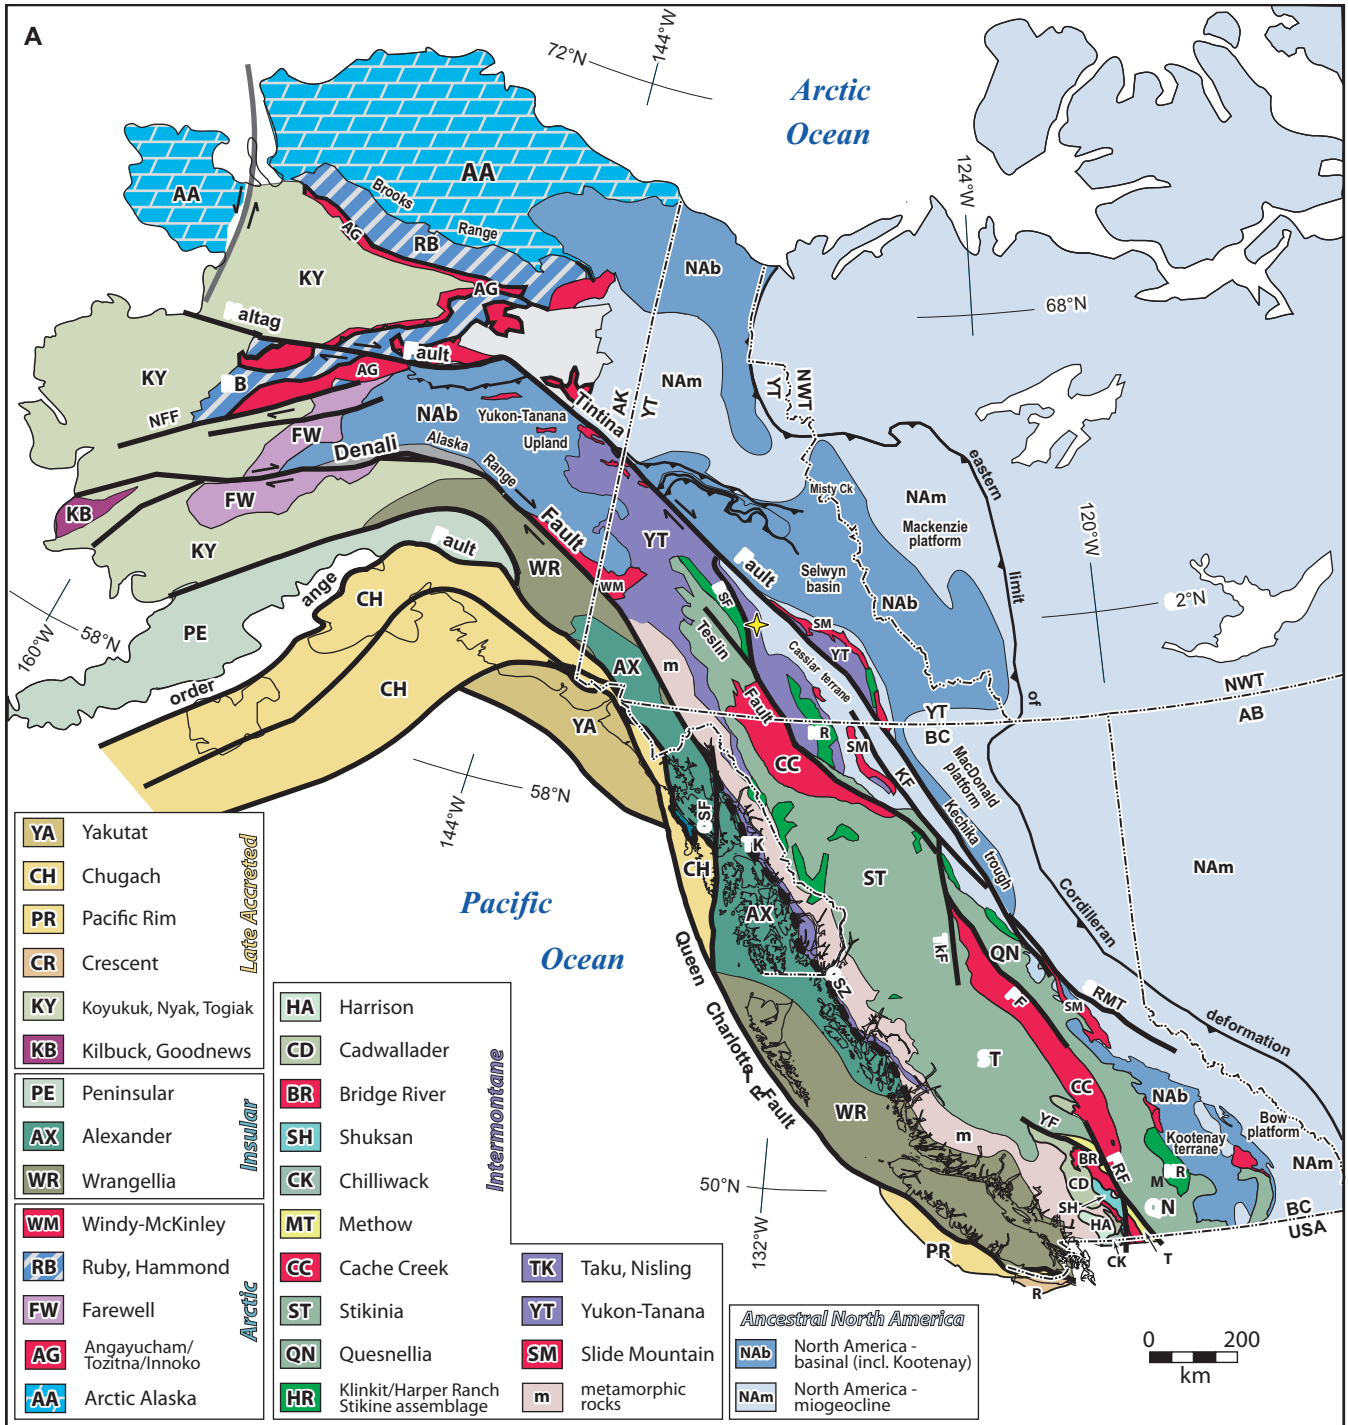 A
72°N
144°W
Arctic
Ocean
124°W
AA
AA
Brooks
Range
AG
RB
NAb
KY
AG
68°N
altag
ault
NWT
YT
AK
YT
NAm
AG
KY
B
NFF
NAb
Yukon-Tanana
Upland
Tintina
FW
Denali
Alaska
Range
eastern
Misty Ck
NAm
Mackenzie
platform
120°W
FW
KB
Fault
KY
ault
YT
WR
WM
ault
Selwyn
basin
NAb
limit
2°N
SF
160°W
58°N
PE
ange
CH
SM
YT
Teslin
Cassiar terrane
AX
m
order
CH
of
NWT
AB
YT
BC
YA
Fault
R
SM
CC
KF
MacDonald
platform
Kechika
trough
58°N
144°W
SF
K
CH
ST
NAm
Cordilleran
Pacific
Ocean
AX
Queen Charlotte Fault
kF
QN
SZ
F
SM
RMT
deformation
ST
CC
NAb
WR
m
YF
Bow
platform
Kootenay
terrane
NAm
BR
RF
R
M
CD
N
SH
HA
BC
USA
CK
T
50°N
132°W
PR
R
0 200
km
YA Yakutat
CH Chugach
PR Pacific Rim
CR Crescent
KY Koyukuk, Nyak, Togiak
KB Kilbuck, Goodnews
Late Accreted
PE Peninsular
AX Alexander
WR Wrangellia
Insular
WM Windy-McKinley
RB Ruby, Hammond
FW Farewell
AG Angayucham/
Tozitna/Innoko
AA Arctic Alaska
Arctic
HA Harrison
CD Cadwallader
BR Bridge River
SH Shuksan
CK Chilliwack
MT Methow
CC Cache Creek
ST Stikinia
QN Quesnellia
HR Klinkit/Harper Ranch
Stikine assemblage
Intermontane
TK Taku, Nisling
YT Yukon-Tanana
SM Slide Mountain
m metamorphic
rocks
Ancestral North America
NAb North America -
basinal (incl. Kootenay)
NAm North America -
miogeocline